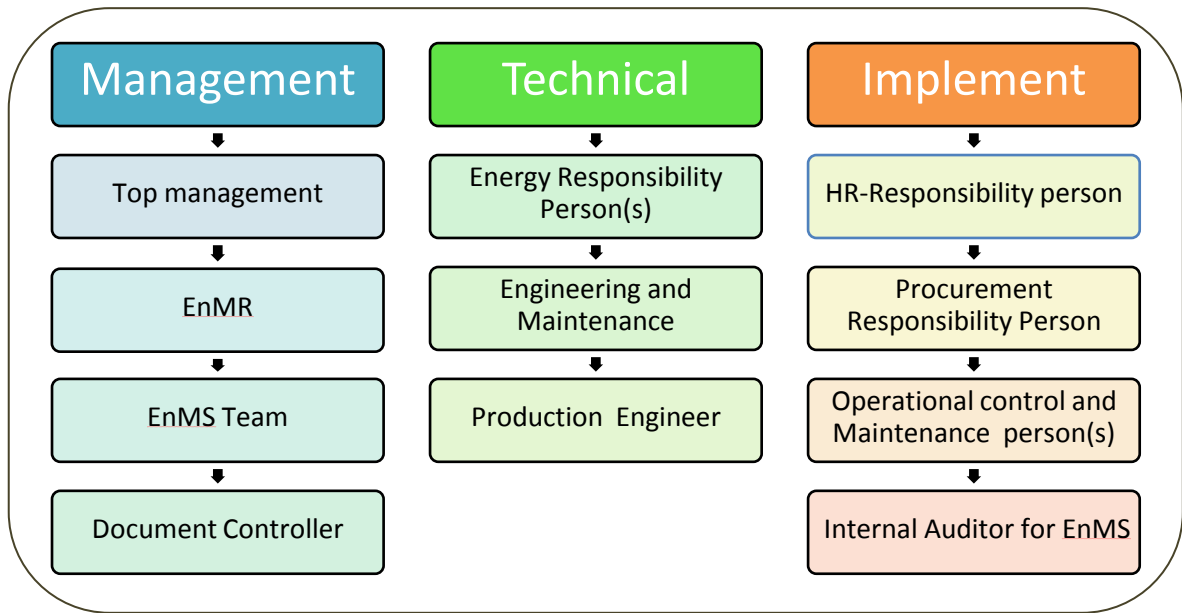 Management
Top management
EnMR
EnMS Team
Document Controller
Technical
Energy Responsibility
Person(s)
Engineering and
Maintenance
Production Engineer
Implement
HR-Responsibility person
Procurement
Responsibility Person
Operational control and
Maintenance person(s)
Internal Auditor for EnMS